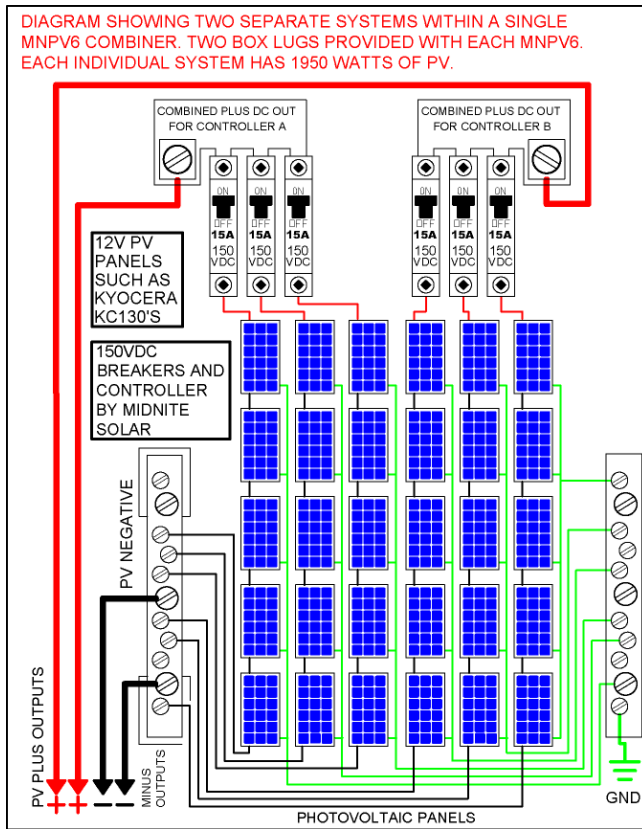 DIAGRAM SHOWING TWO SEPARATE SYSTEMS WITHIN A SINGLE
MNPV6 COMBINER. TWO BOX LUGS PROVIDED WITH EACH MNPV6.
EACH INDIVIDUAL SYSTEM HAS 1950 WATTS OF PV.
COMBINED PLUS DC OUT
FOR CONTROLLER A
COMBINED PLUS DC OUT
FOR CONTROLLER B
ON
OFF
15A
150
VDC
ON
OFF
15A
150
VDC
ON
OFF
15A
150
VDC
ON
OFF
15A
150
VDC
ON
OFF
15A
150
VDC
ON
OFF
15A
150
VDC
12V PV
PANELS
SUCH AS
KYOCERA
KC130'S
150VDC
BREAKERS AND
CONTROLLER
BY MIDNITE
SOLAR
PV NEGATIVE
PV PLUS OUTPUTS
+ + — —
MINUS
OUTPUTS
PHOTOVOLTAIC PANELS
GND